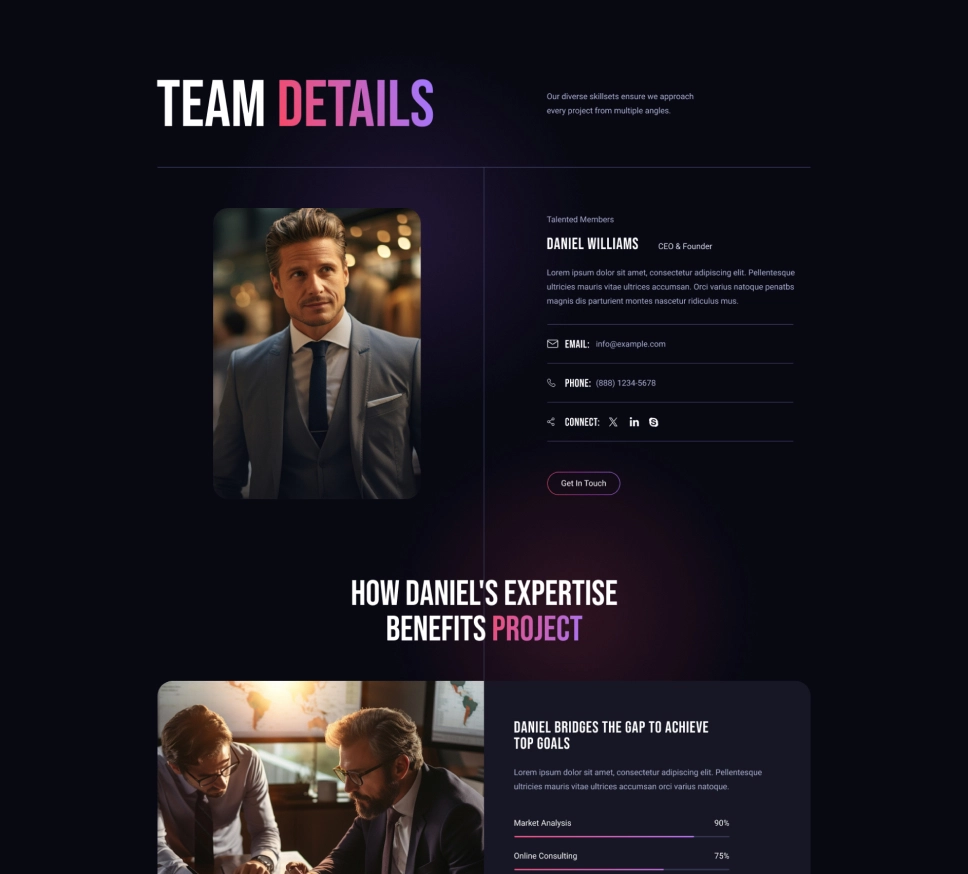 TEAM DETAILS
Our diverse skillsets ensure we approach
every project from multiple angles.
Talented Members
DANIEL WILLIAMS CEO & Founder
Lorem ipsum dolor sit amet, consectetur adipiscing elit. Pellentesque
ultricies mauris vitae ultrices accumsan. Orci varius natoque penatbs
magnis dis parturient montes nascetur ridiculus mus.
EMAIL: info@example.com
PHONE: (888) 1234-5678
CONNECT:
Get In Touch
HOW DANIEL'S EXPERTISE
BENEFITS PROJECT
DANIEL BRIDGES THE GAP TO ACHIEVE
TOP GOALS
Lorem ipsum dolor sit amet, consectetur adipiscing elit. Pellentesque
ultricies mauris vitae ultrices accumsan orci varius natoque.
Market Analysis 90%
Online Consulting 75%